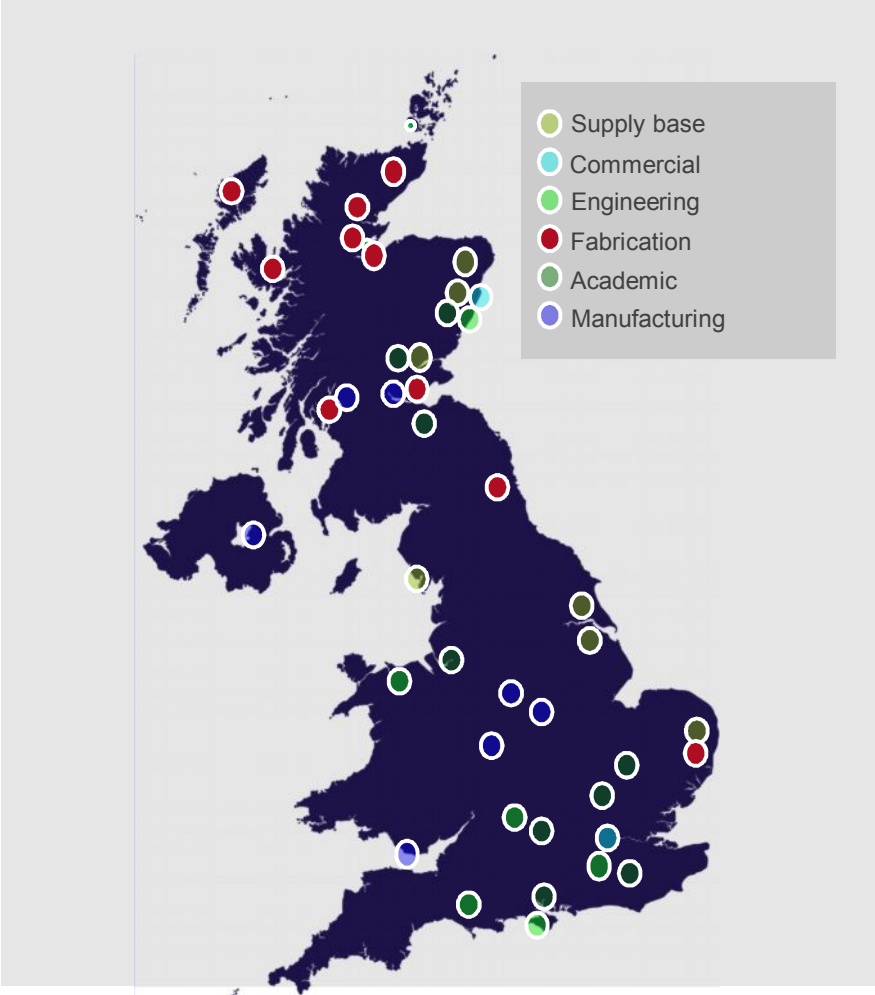 Supply base
Commercial
Engineering
Fabrication
Academic
Manufacturing